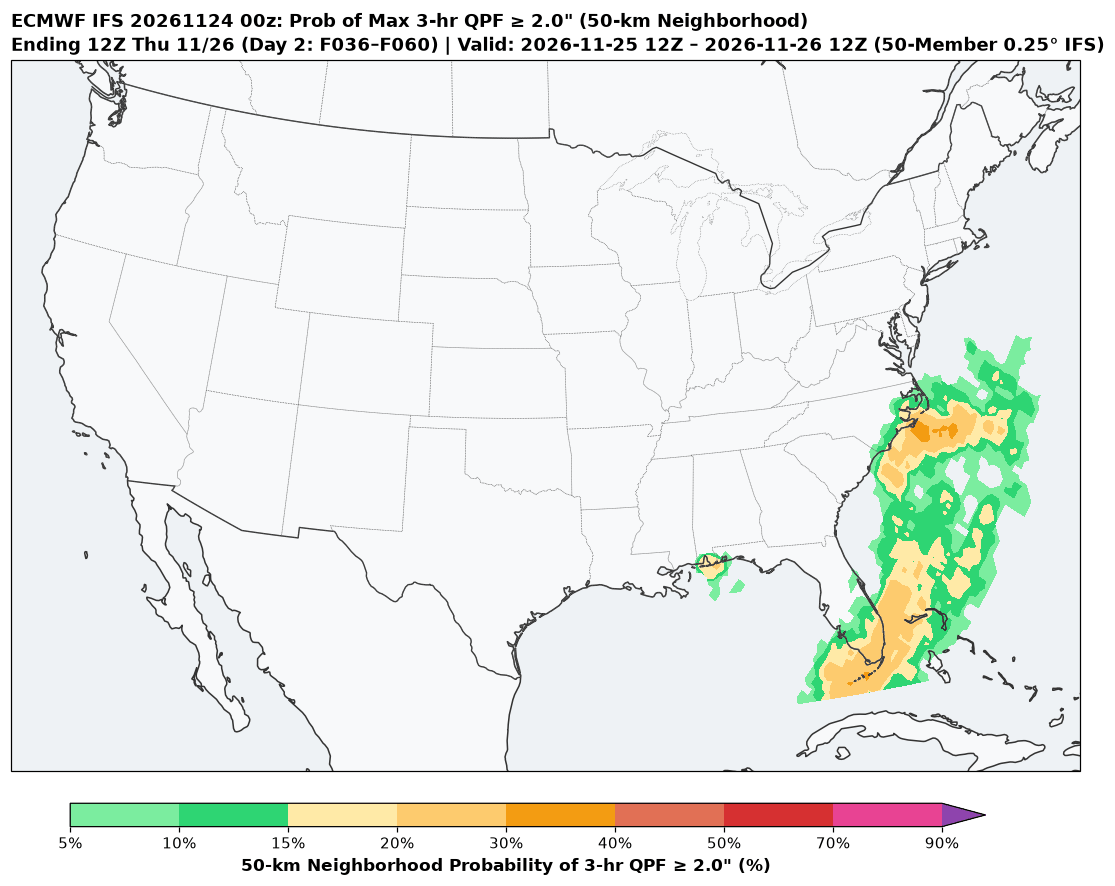 ECMWF IFS 20261124 00z: Prob of Max 3-hr QPF ≥ 2.0" (50-km Neighborhood)
Ending 12Z Thu 11/26 (Day 2: F036–F060) | Valid: 2026-11-25 12Z – 2026-11-26 12Z (50-Member 0.25° IFS)
5% 10% 15% 20% 30% 40% 50% 70% 90%
50-km Neighborhood Probability of 3-hr QPF ≥ 2.0" (%)